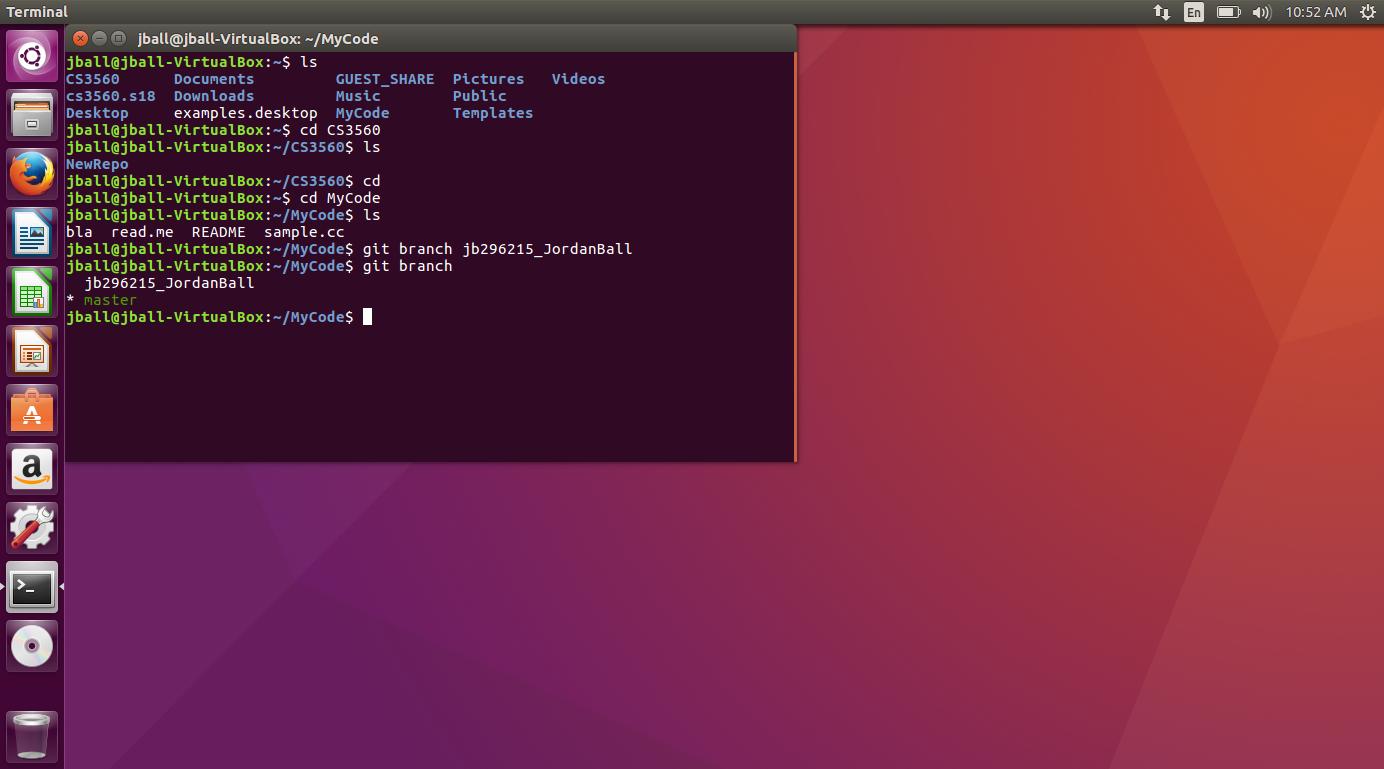 Terminal
En
10:52 AM
jball@jball-VirtualBox: ~/MyCode
jball@jball-VirtualBox:~$ ls
CS3560      Documents         GUEST_SHARE  Pictures   Videos
cs3560.s18  Downloads         Music        Public
Desktop     examples.desktop  MyCode       Templates
jball@jball-VirtualBox:~$ cd CS3560
jball@jball-VirtualBox:~/CS3560$ ls
NewRepo
jball@jball-VirtualBox:~/CS3560$ cd
jball@jball-VirtualBox:~$ cd MyCode
jball@jball-VirtualBox:~/MyCode$ ls
bla  read.me  README  sample.cc
jball@jball-VirtualBox:~/MyCode$ git branch jb296215_JordanBall
jball@jball-VirtualBox:~/MyCode$ git branch
  jb296215_JordanBall
* master
jball@jball-VirtualBox:~/MyCode$